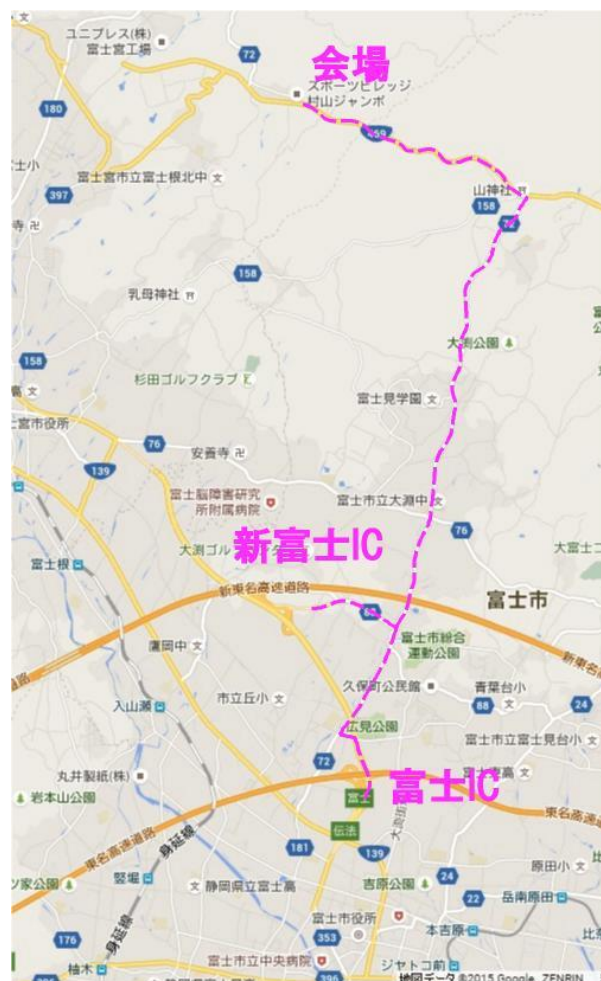 ユニプレス(株)
富士宮工場
72
会場
スポーツビレッジ
村山ジャンボ
180
469
富士宮市立富士根北中
397
山神社
158
72
158
乳母神社
大渕公園
158
杉田ゴルフクラブ
富士見学園
宮市役所
76
安養寺
139
富士脳障害研究
所附属病院
富士市立大淵中
76
新富士IC
富士根
新東名高速道路
富士市
88
鷹岡中
富士市総合
運動公園
新東名
久保町公民館
青葉台小
市立丘小
88
24
入山瀬
広見公園
富士市立富士見台小
72
丸井製紙(株)
富士IC
岩本山公園
富士
東名高速道路
伝法
身延線
181
139
原田小
竪堀
静岡県立富士高
吉原公園
24
22
岳南原田
富士市役所
353
本吉原
176
身延線
富士市立中央病院
ジヤトコ前
柚木
396
地図データ ©2015 Google, ZENRIN